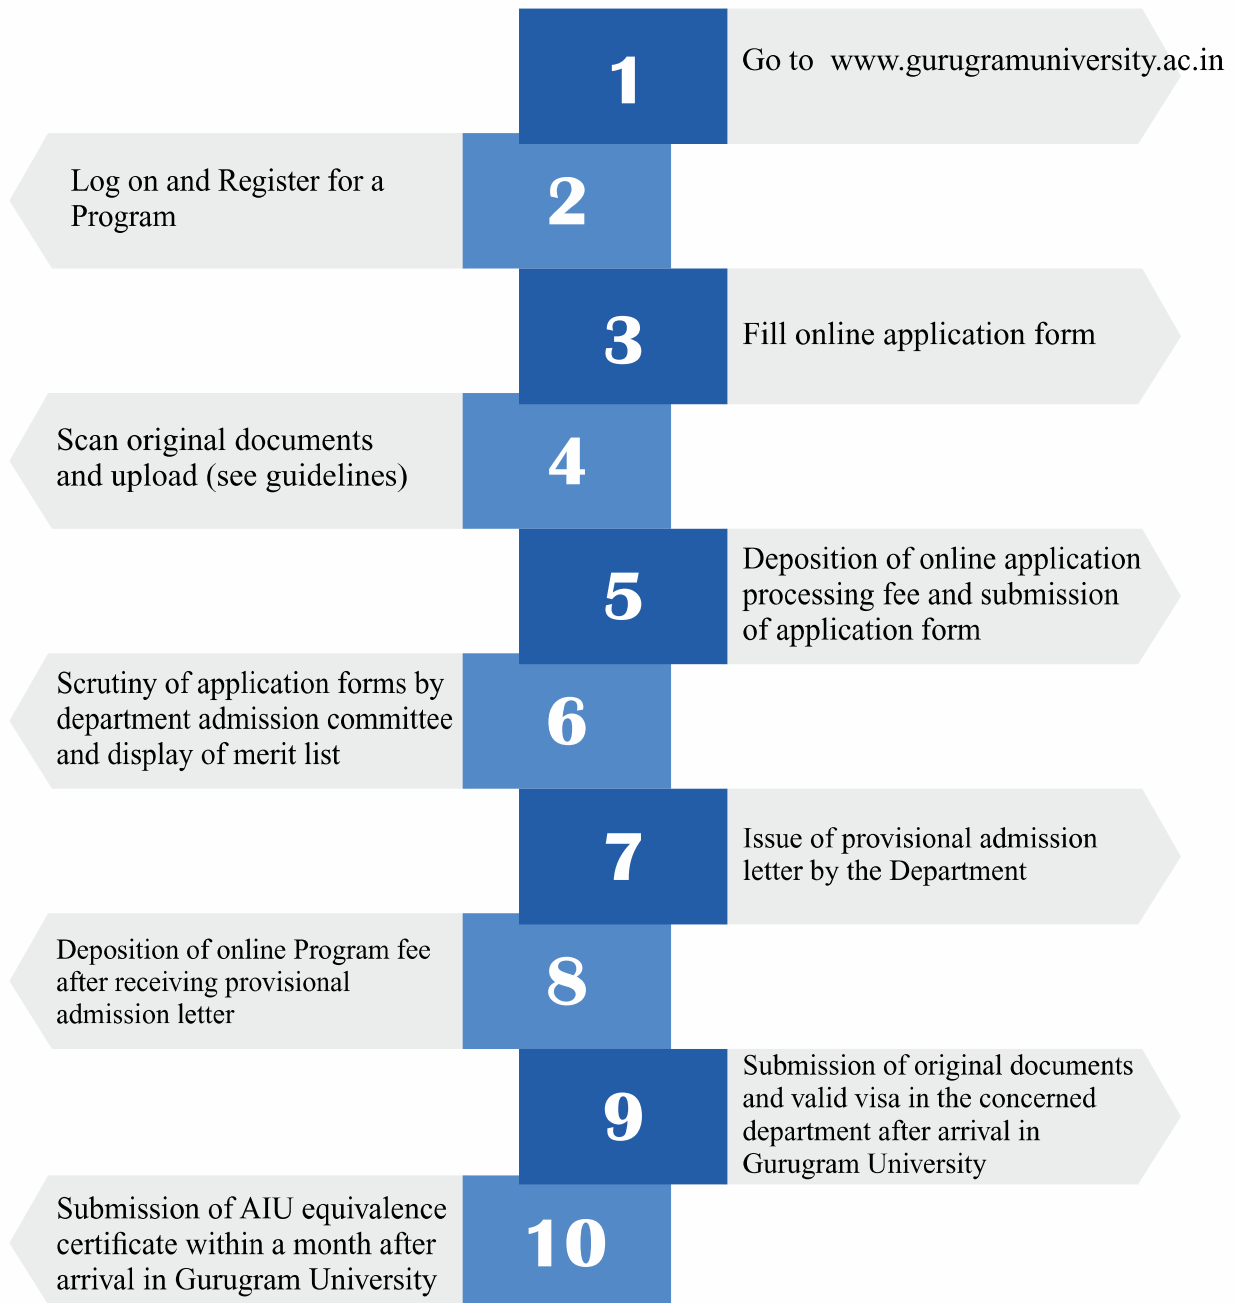 1
Go to  www.gurugramuniversity.ac.in
Log on and Register for a
Program
2
3
Fill online application form
Scan original documents
and upload (see guidelines)
4
5
Deposition of online application
processing fee and submission
of application form
Scrutiny of application forms by
department admission committee
and display of merit list
6
7
Issue of provisional admission
letter by the Department
Deposition of online Program fee
after receiving provisional
admission letter
8
9
Submission of original documents
and valid visa in the concerned
department after arrival in
Gurugram University
Submission of AIU equivalence
certificate within a month after
arrival in Gurugram University
10